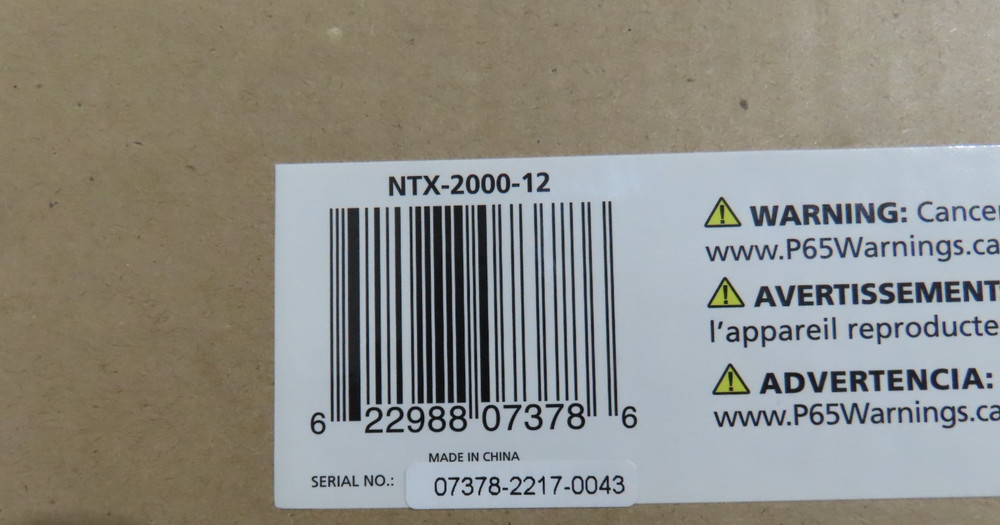 NTX-2000-12
6 22988 07378 6
MADE IN CHINA
SERIAL NO.: 07378-2217-0043
WARNING: Cancer
www.P65Warnings.ca
AVERTISSEMENT
l'appareil reproducte
ADVERTENCIA:
www.P65Warnings.ca